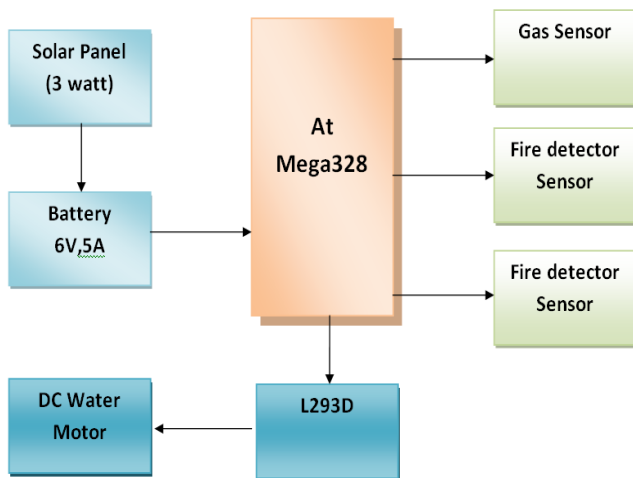 Solar Panel
(3 watt)
Gas Sensor
At
Mega328
Fire detector
Sensor
Battery
6V,5A
Fire detector
Sensor
DC Water
Motor
L293D